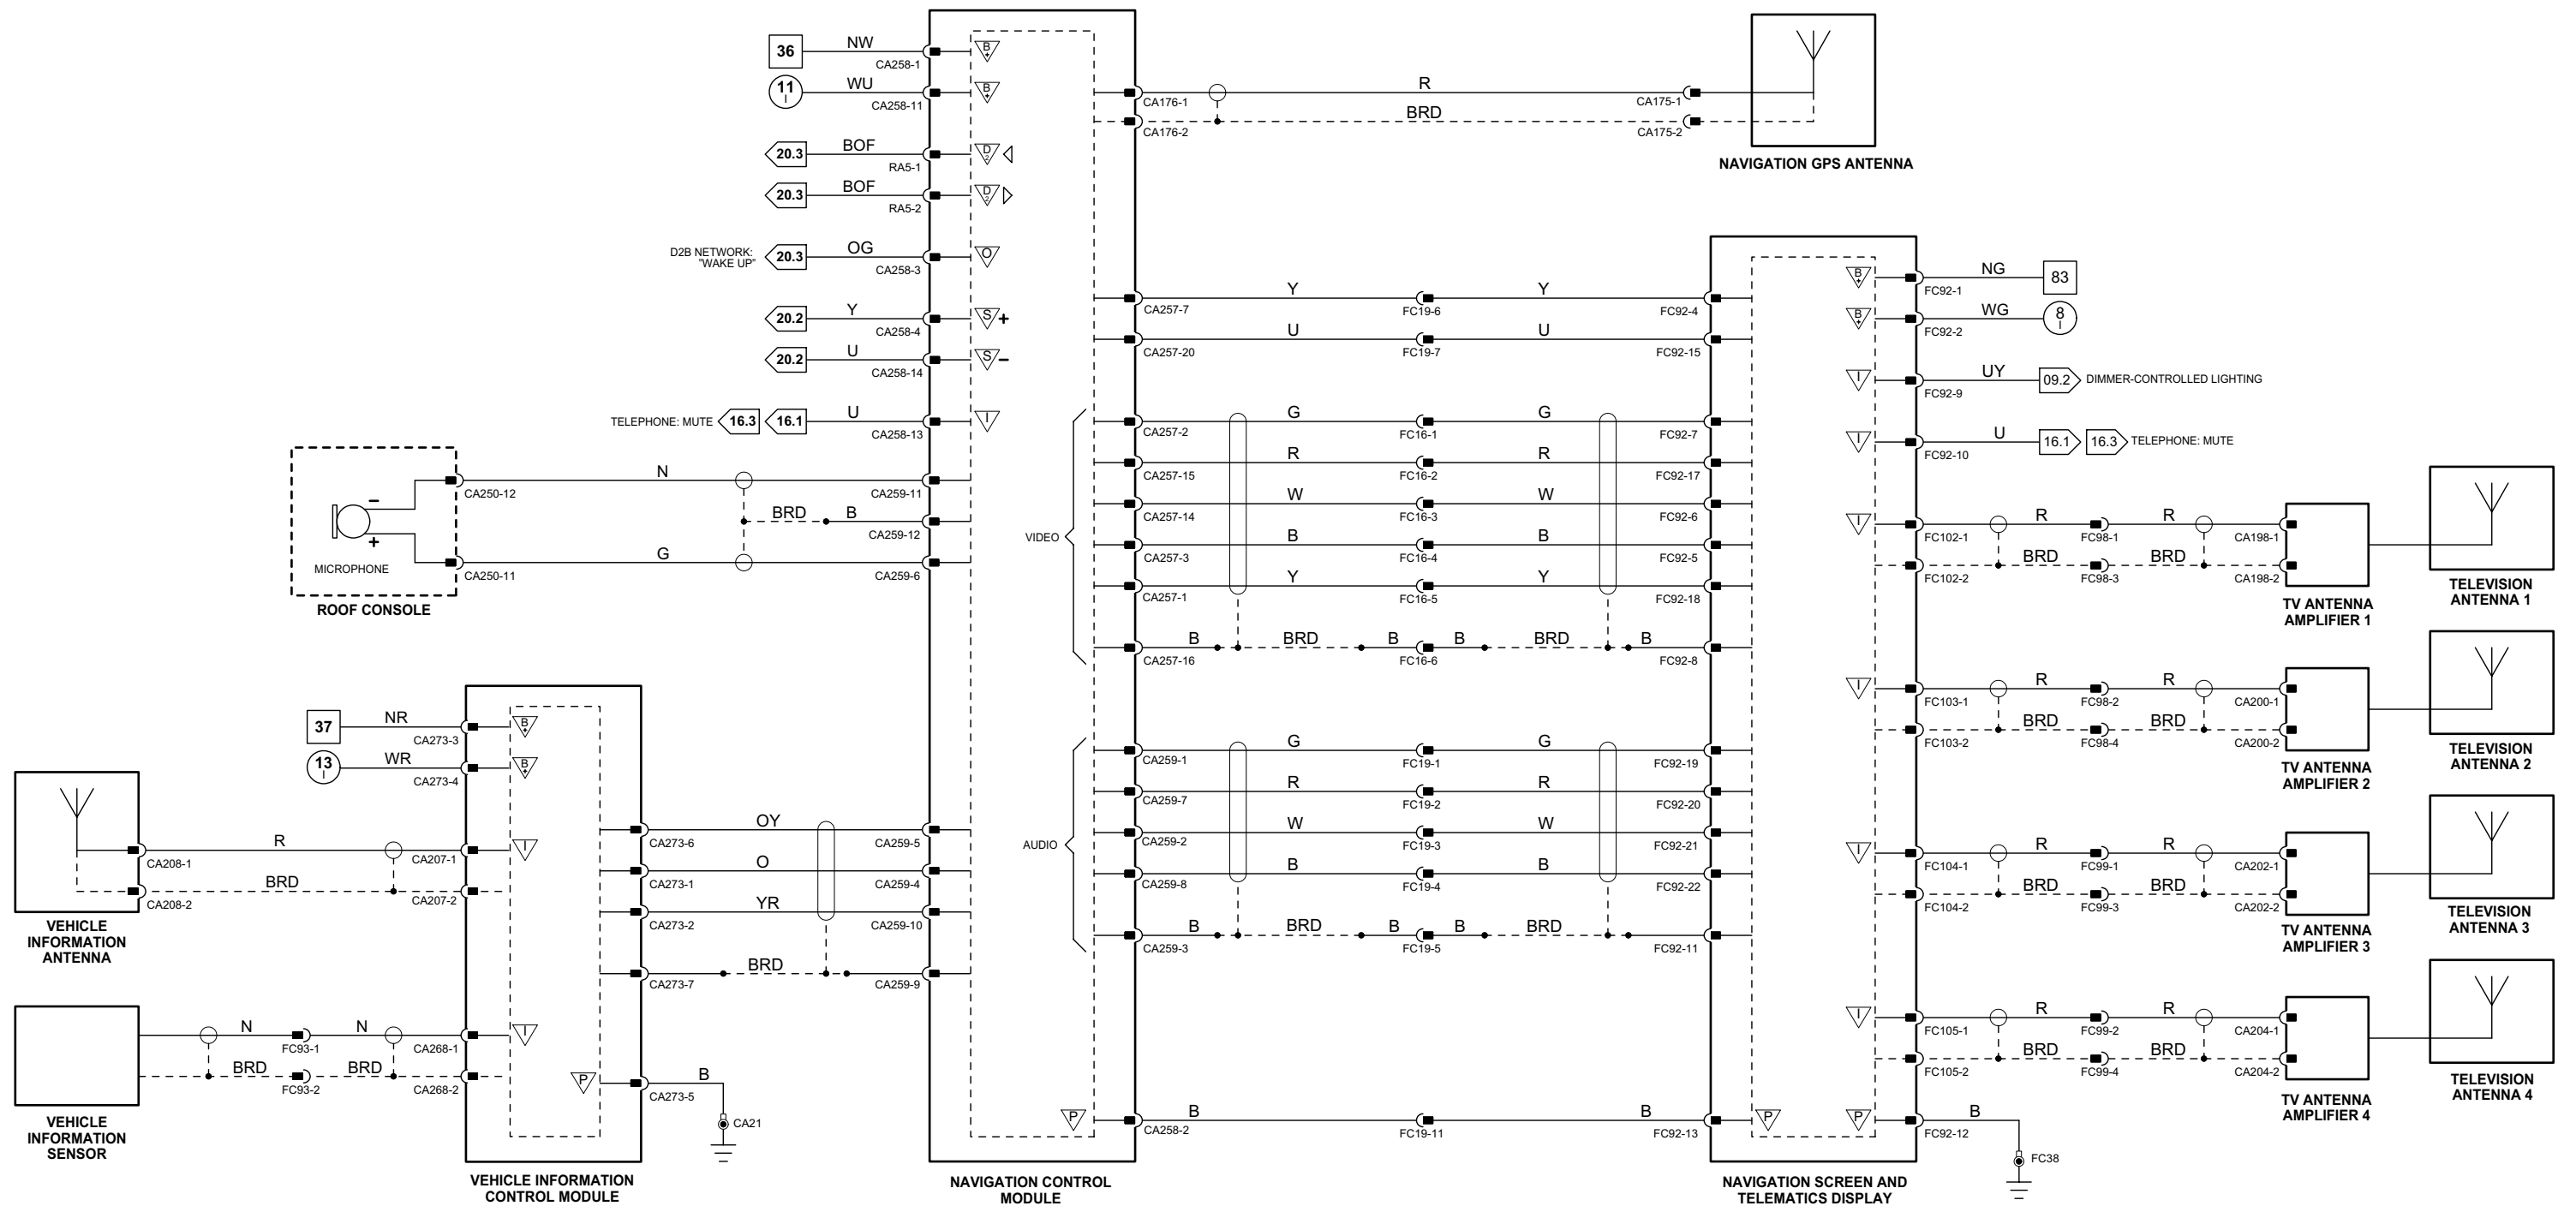 36
NW
CA258-1
B
+
11
I
WU
CA258-11
B
+
20.3
BOF
RA5-1
D
2
20.3
BOF
RA5-2
D
2
D2B NETWORK:
"WAKE UP"
20.3
OG
CA258-3
O
20.2
Y
CA258-4
S
+
20.2
U
CA258-14
S
–
TELEPHONE: MUTE
16.3
16.1
U
CA258-13
I
–
+
MICROPHONE
ROOF CONSOLE
CA250-12
N
CA259-11
BRD
B
CA259-12
CA250-11
G
CA259-6
37
NR
CA273-3
B
+
13
I
WR
CA273-4
B
+
VEHICLE
INFORMATION
ANTENNA
CA208-1
R
CA207-1
I
CA208-2
BRD
CA207-2
VEHICLE
INFORMATION
SENSOR
N
FC93-1
N
CA268-1
I
BRD
FC93-2
BRD
CA268-2
VEHICLE INFORMATION
CONTROL MODULE
CA273-6
OY
CA259-5
CA273-1
O
CA259-4
CA273-2
YR
CA259-10
CA273-7
BRD
CA259-9
P
CA273-5
B
CA21
NAVIGATION CONTROL
MODULE
CA176-1
R
CA175-1
CA176-2
BRD
CA175-2
NAVIGATION GPS ANTENNA
CA257-7
Y
FC19-6
Y
FC92-4
CA257-20
U
FC19-7
U
FC92-15
VIDEO
CA257-2
G
FC16-1
G
FC92-7
CA257-15
R
FC16-2
R
FC92-17
CA257-14
W
FC16-3
W
FC92-6
CA257-3
B
FC16-4
B
FC92-5
CA257-1
Y
FC16-5
Y
FC92-18
CA257-16
B
BRD
B
FC16-6
B
BRD
B
FC92-8
AUDIO
CA259-1
G
FC19-1
G
FC92-19
CA259-7
R
FC19-2
R
FC92-20
CA259-2
W
FC19-3
W
FC92-21
CA259-8
B
FC19-4
B
FC92-22
CA259-3
B
BRD
B
FC19-5
B
BRD
B
FC92-11
P
CA258-2
B
FC19-11
B
FC92-13
P
NAVIGATION SCREEN AND
TELEMATICS DISPLAY
B
+
FC92-1
NG
83
B
+
FC92-2
WG
8
I
I
FC92-9
UY
09.2
DIMMER-CONTROLLED LIGHTING
I
FC92-10
U
16.1
16.3
TELEPHONE: MUTE
I
FC102-1
R
FC98-1
R
CA198-1
FC102-2
BRD
FC98-3
BRD
CA198-2
TV ANTENNA
AMPLIFIER 1
TELEVISION
ANTENNA 1
I
FC103-1
R
FC98-2
R
CA200-1
FC103-2
BRD
FC98-4
BRD
CA200-2
TV ANTENNA
AMPLIFIER 2
TELEVISION
ANTENNA 2
I
FC104-1
R
FC99-1
R
CA202-1
FC104-2
BRD
FC99-3
BRD
CA202-2
TV ANTENNA
AMPLIFIER 3
TELEVISION
ANTENNA 3
I
FC105-1
R
FC99-2
R
CA204-1
FC105-2
BRD
FC99-4
BRD
CA204-2
TV ANTENNA
AMPLIFIER 4
TELEVISION
ANTENNA 4
P
FC92-12
B
FC38